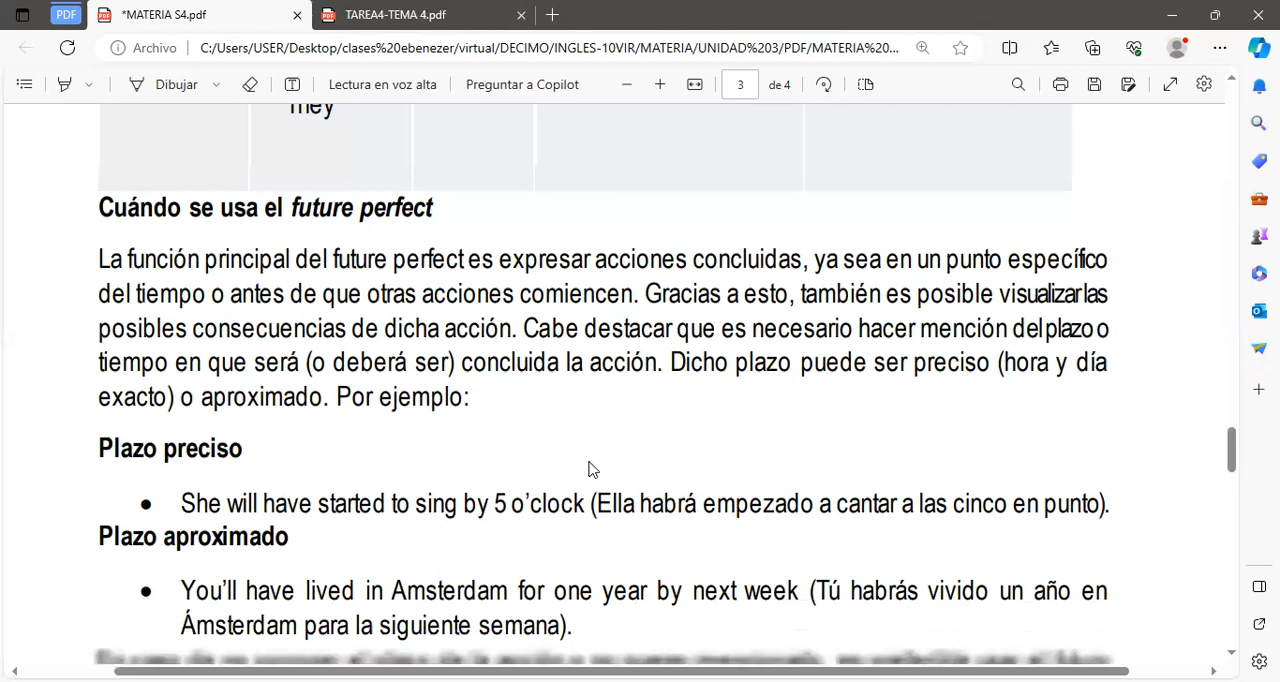 PDF
*MATERIA S4.pdf
TAREA4-TEMA 4.pdf
Archivo
C:/Users/USER/Desktop/clases%20ebenezer/virtual/DECIMO/INGLES-10VIR/MATERIA/UNIDAD%203/PDF/MATERIA%20...
Dibujar
Lectura en voz alta
Preguntar a Copilot
3
de 4
They
Cuándo se usa el future perfect
La función principal del future perfect es expresar acciones concluidas, ya sea en un punto específico
del tiempo o antes de que otras acciones comiencen. Gracias a esto, también es posible visualizarlas
posibles consecuencias de dicha acción. Cabe destacar que es necesario hacer mención del plazo o
tiempo en que será (o deberá ser) concluida la acción. Dicho plazo puede ser preciso (hora y día
exacto) o aproximado. Por ejemplo:
Plazo preciso
• She will have started to sing by 5 o’clock (Ella habrá empezado a cantar a las cinco en punto).
Plazo aproximado
• You’ll have lived in Amsterdam for one year by next week (Tú habrás vivido un año en
Ámsterdam para la siguiente semana).